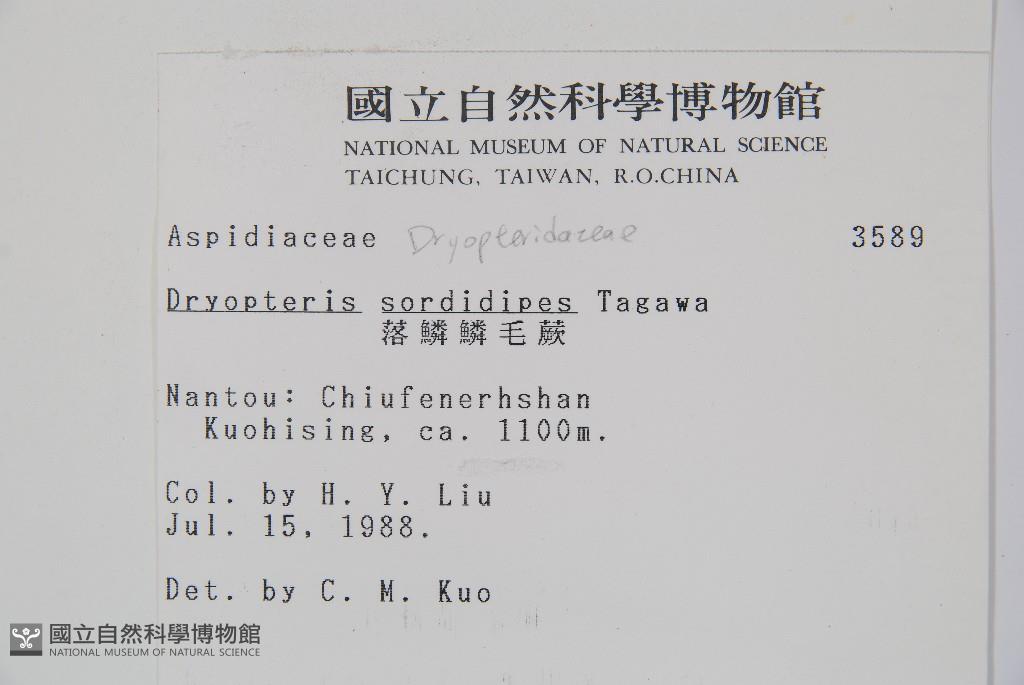 國立自然科學博物館
NATIONAL MUSEUM OF NATURAL SCIENCE
TAICHUNG, TAIWAN, R.O.CHINA
Aspidiaceae Dryopteridaceae 3589
Dryopteris sordidipes Tagawa
落鱗鱗毛蕨
Nantou: Chiufenerhshan
Kuohising, ca. 1100m.
Col. by H. Y. Liu
Jul. 15, 1988.
Det. by C. M. Kuo
國立自然科學博物館
NATIONAL MUSEUM OF NATURAL SCIENCE